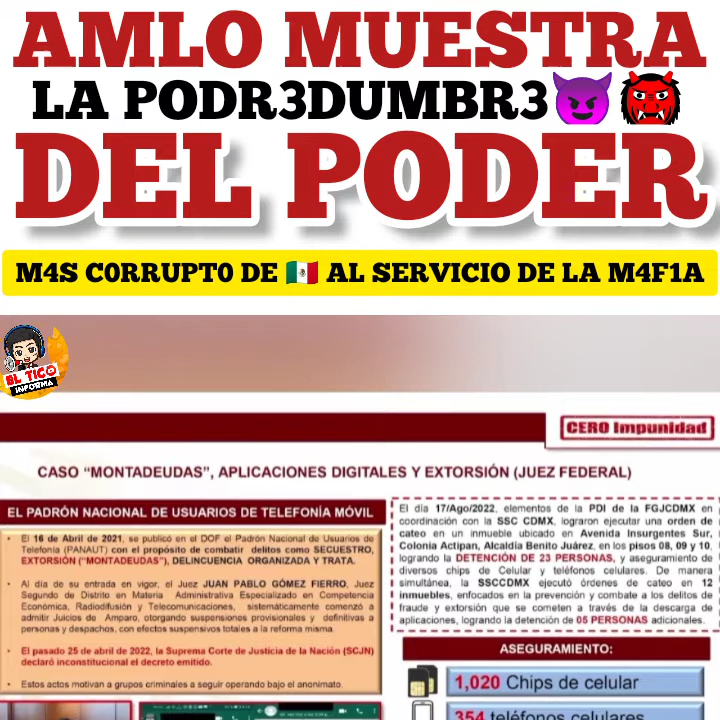 AMLO MUESTRA
LA PODR3DUMBR3😈👹
DEL PODER
M4S C0RRUPT0 DE 🇲🇽 AL SERVICIO DE LA M4F1A
EL TICO
INFORMA
CERO Impunidad
CASO “MONTADEUDAS”, APLICACIONES DIGITALES Y EXTORSIÓN (JUEZ FEDERAL)
EL PADRÓN NACIONAL DE USUARIOS DE TELEFONÍA MÓVIL
• El 16 de Abril de 2021, se publicó en el DOF el Padrón Nacional de Usuarios de
Telefonía (PANAUT) con el propósito de combatir delitos como SECUESTRO,
EXTORSIÓN (“MONTADEUDAS”), DELINCUENCIA ORGANIZADA Y TRATA.
• Al día de su entrada en vigor, el Juez JUAN PABLO GÓMEZ FIERRO, Juez
Segundo de Distrito en Materia Administrativa Especializado en Competencia
Económica, Radiodifusión y Telecomunicaciones, sistemáticamente comenzó a
admitir Juicios de Amparo, otorgando suspensiones provisionales y definitivas a
personas y despachos, con efectos suspensivos totales a la reforma misma.
• El pasado 25 de abril de 2022, la Suprema Corte de Justicia de la Nación (SCJN)
declaró inconstitucional el decreto emitido.
• Estos actos motivan a grupos criminales a seguir operando bajo el anonimato.
El día 17/Ago/2022, elementos de la PDI de la FGJCDMX en
coordinación con la SSC CDMX, lograron ejecutar una orden de
cateo en un inmueble ubicado en Avenida Insurgentes Sur,
Colonia Actipan, Alcaldía Benito Juárez, en los pisos 08, 09 y 10,
logrando la DETENCIÓN DE 23 PERSONAS, y aseguramiento de
diversos chips de Celular y teléfonos celulares. De manera
simultánea, la SSCCDMX ejecutó órdenes de cateo en 12
inmuebles, enfocados en la prevención y combate a los delitos de
fraude y extorsión que se cometen a través de la descarga de
aplicaciones, logrando la detención de 05 PERSONAS adicionales.
ASEGURAMIENTO:
1,020 Chips de celular
354 teléfonos celulares